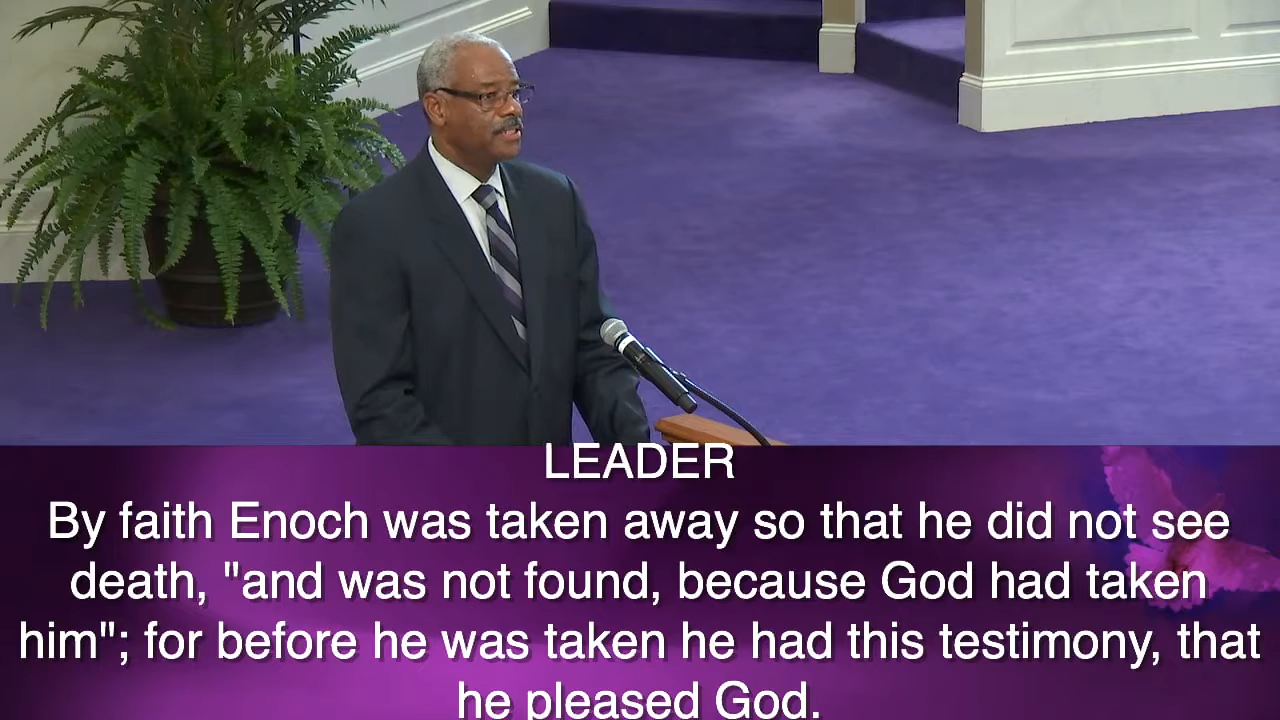 LEADER
By faith Enoch was taken away so that he did not see
death, "and was not found, because God had taken
him"; for before he was taken he had this testimony, that
he pleased God.